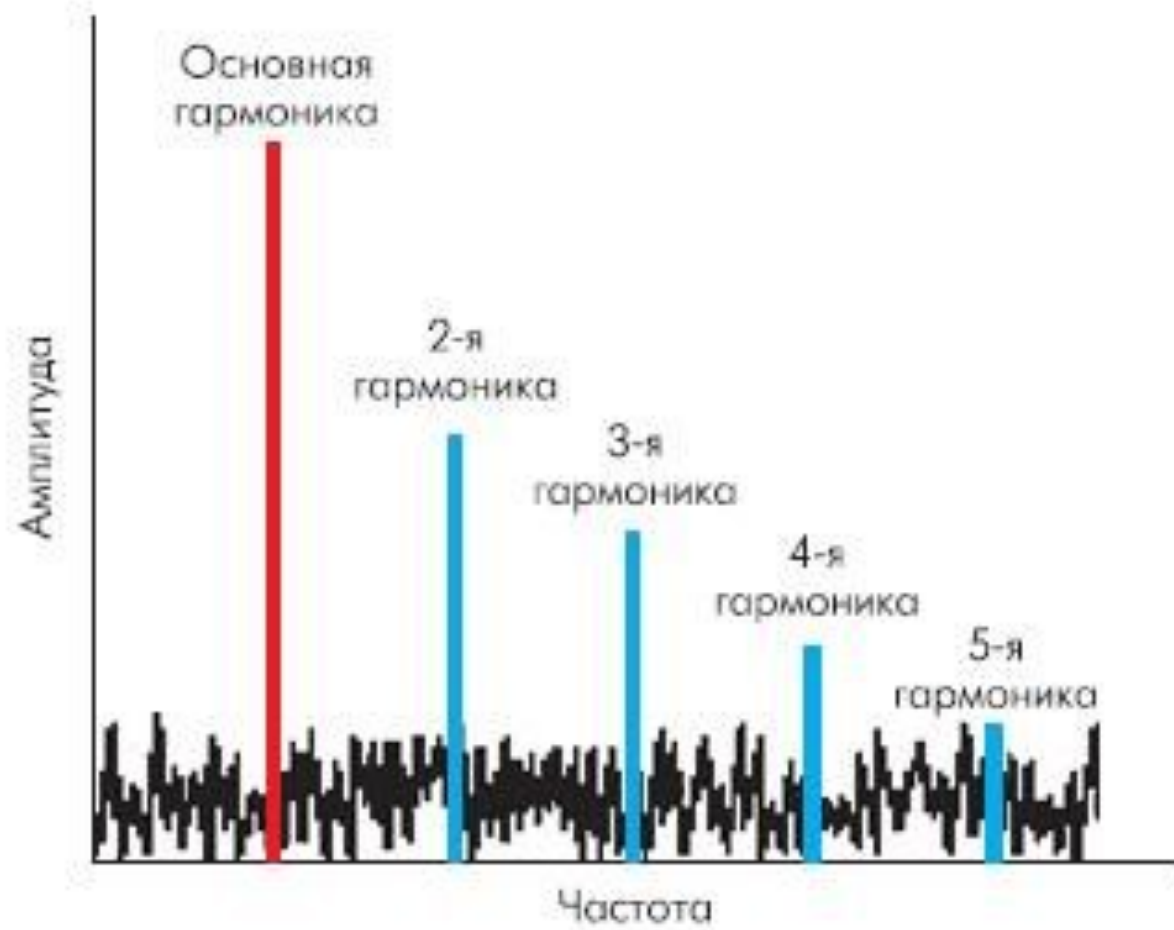 Основная
гармоника
2-я
гармоника
3-я
гармоника
4-я
гармоника
5-я
гармоника
Амплитуда
Частота